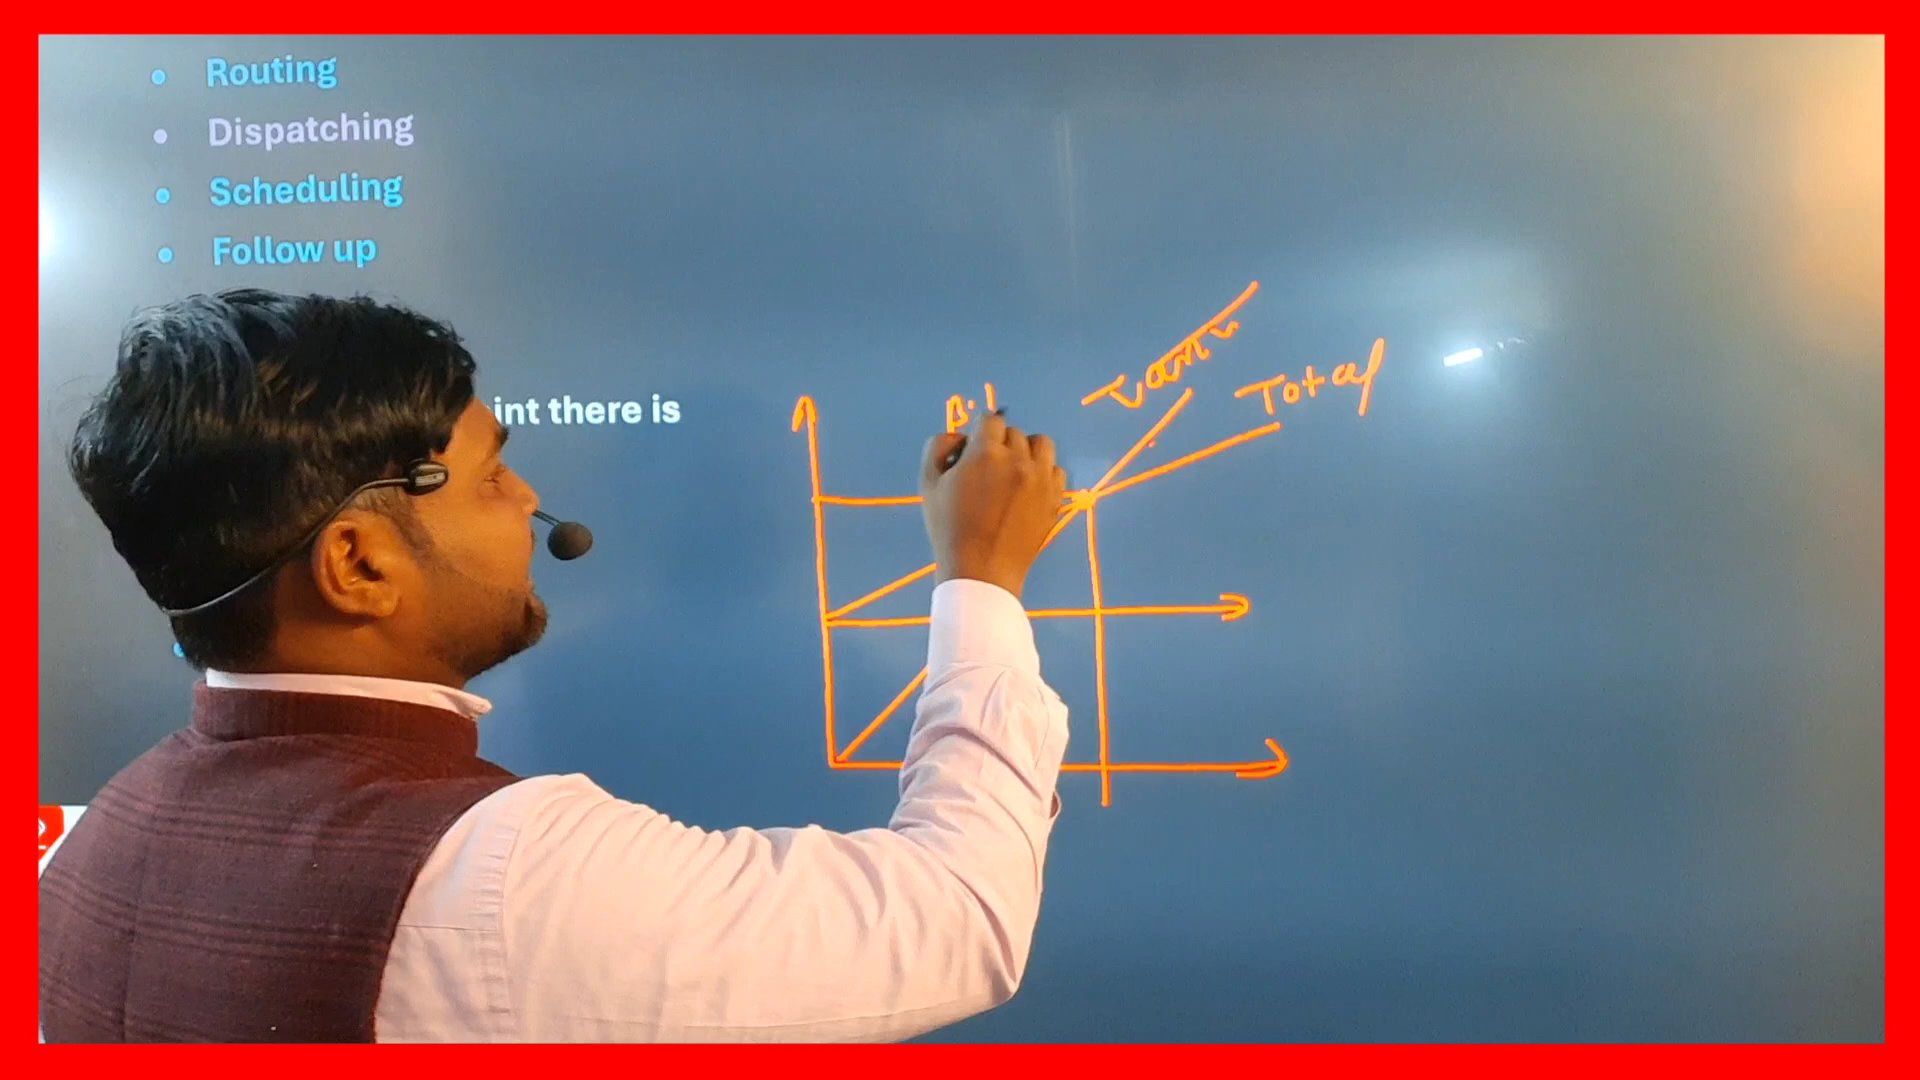 Routing
Dispatching
Scheduling
Follow up
int there is
Total